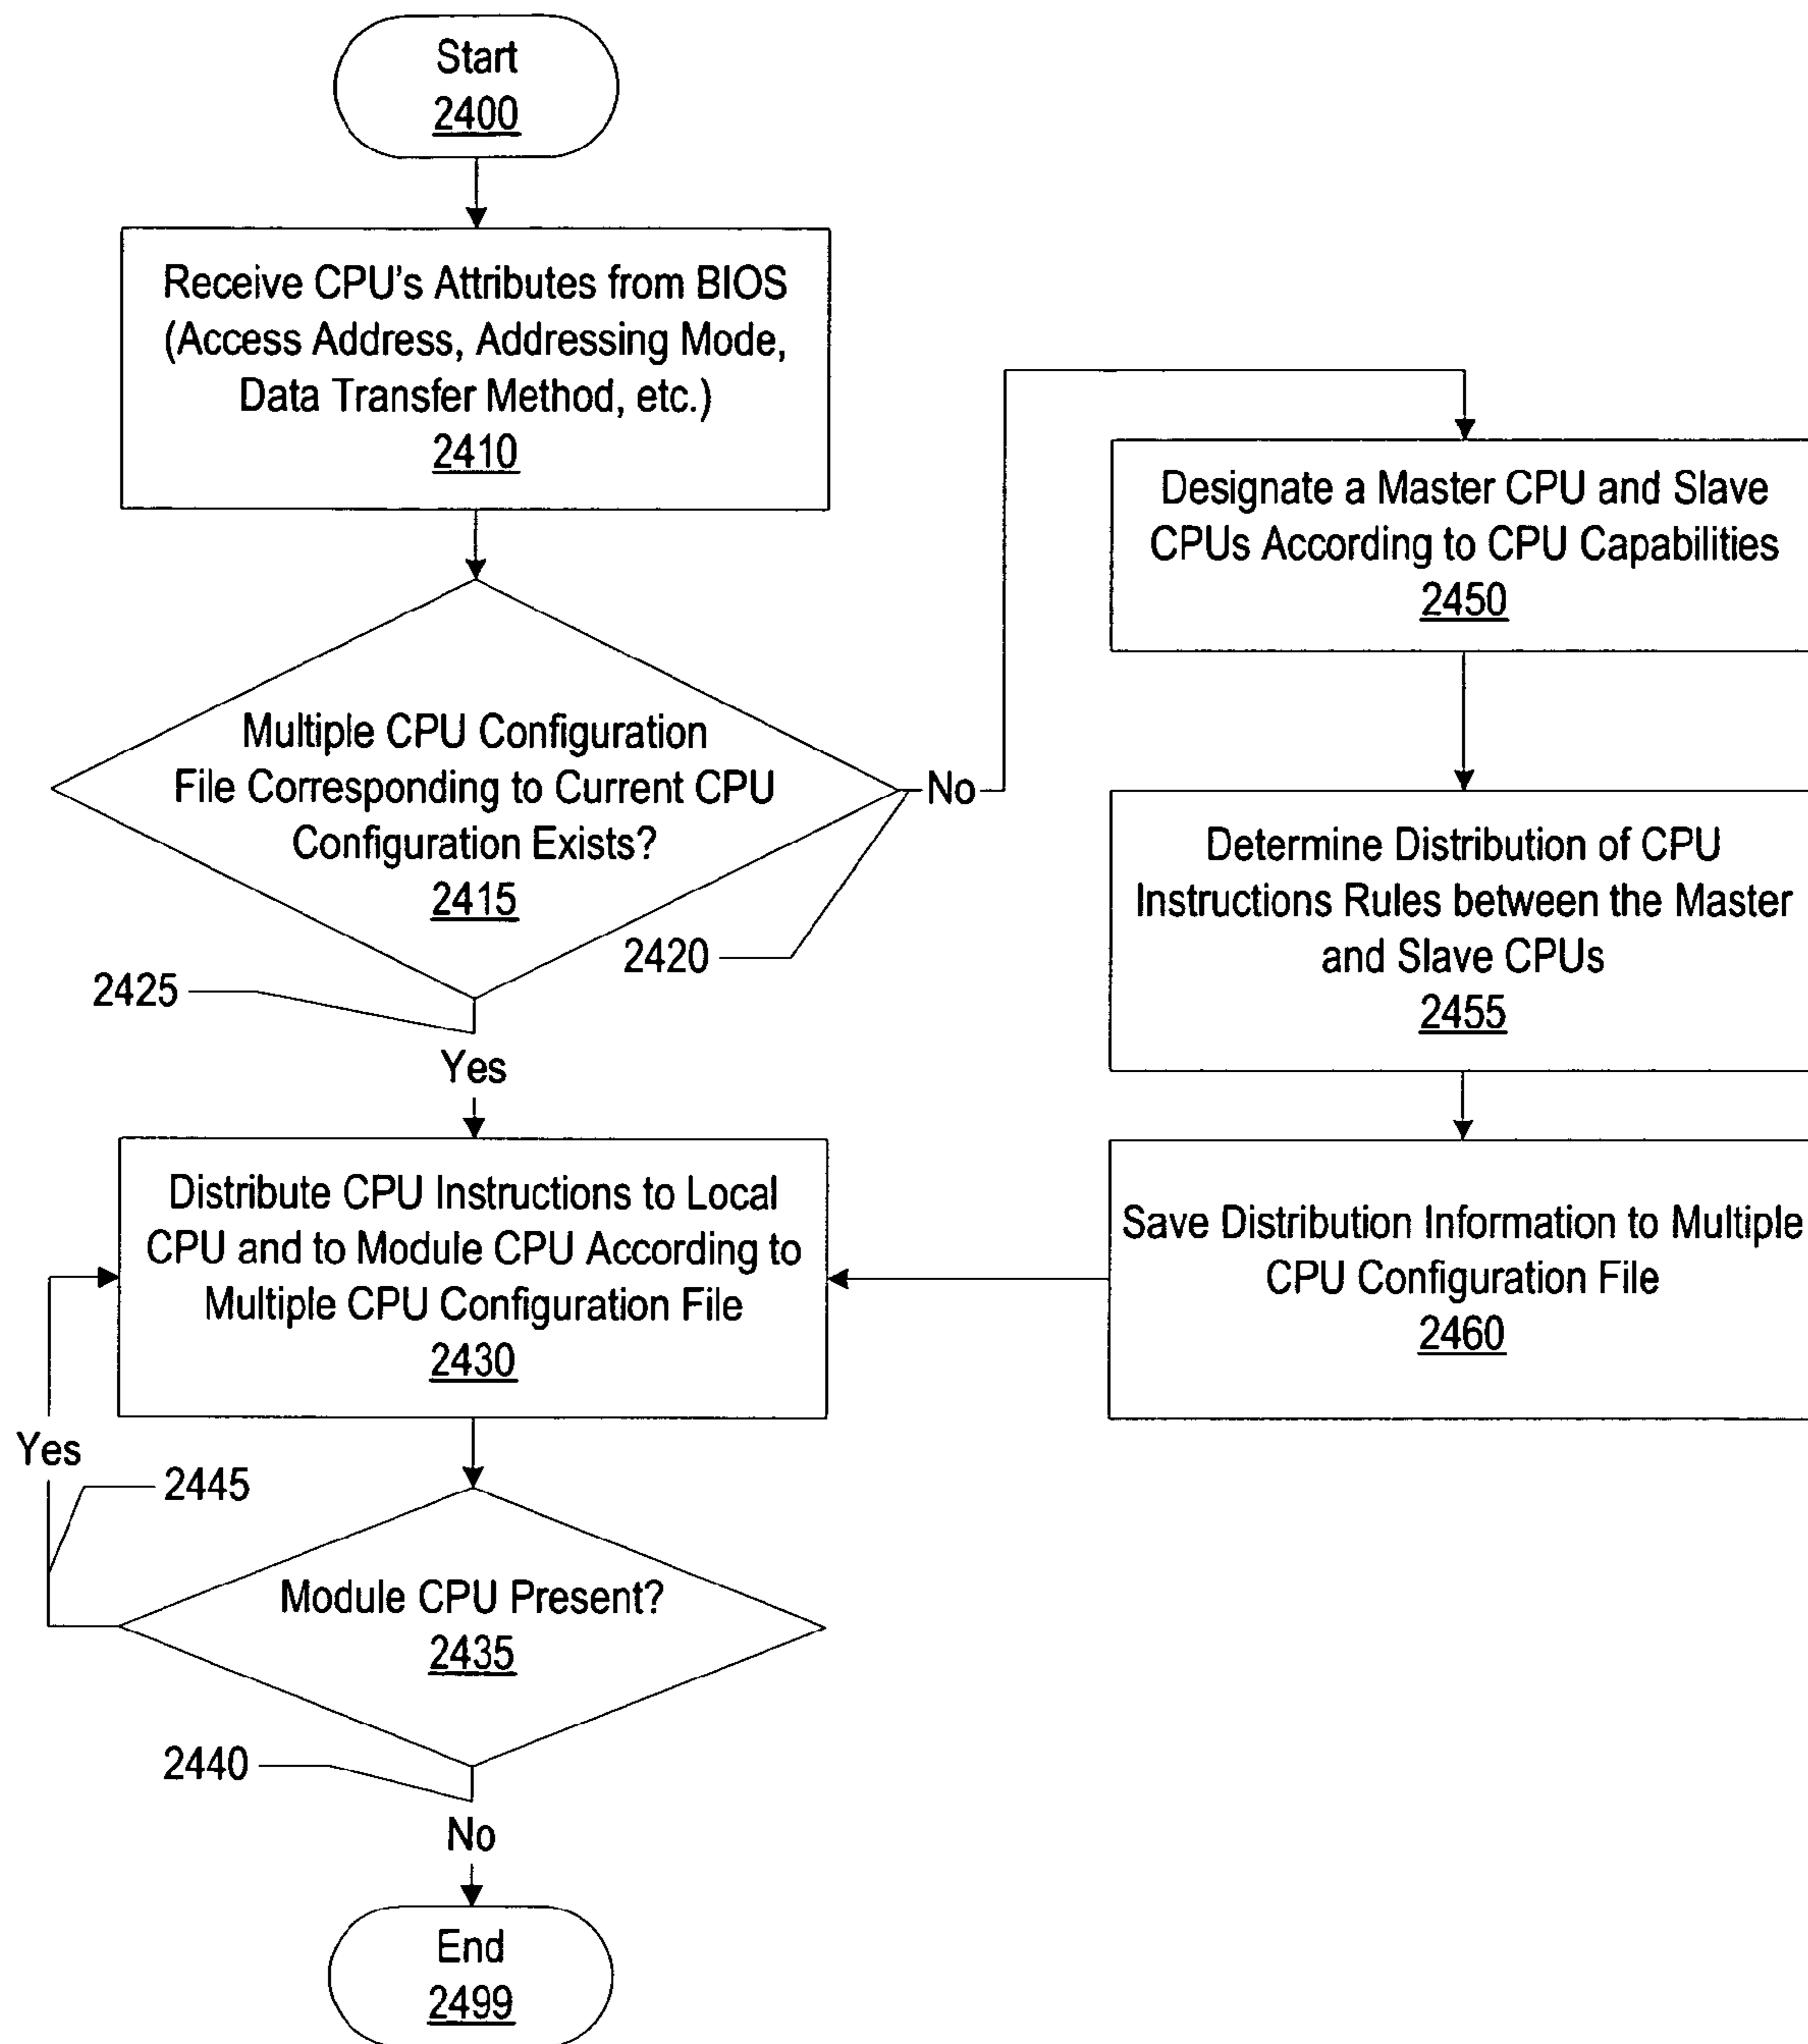 Start
2400
Receive CPU's Attributes from BIOS
(Access Address, Addressing Mode,
Data Transfer Method, etc.)
2410
Multiple CPU Configuration
File Corresponding to Current CPU
Configuration Exists?
2415
No
2420
2425
Yes
Designate a Master CPU and Slave
CPUs According to CPU Capabilities
2450
Determine Distribution of CPU
Instructions Rules between the Master
and Slave CPUs
2455
Save Distribution Information to Multiple
CPU Configuration File
2460
Distribute CPU Instructions to Local
CPU and to Module CPU According to
Multiple CPU Configuration File
2430
Yes
2445
Module CPU Present?
2435
2440
No
End
2499